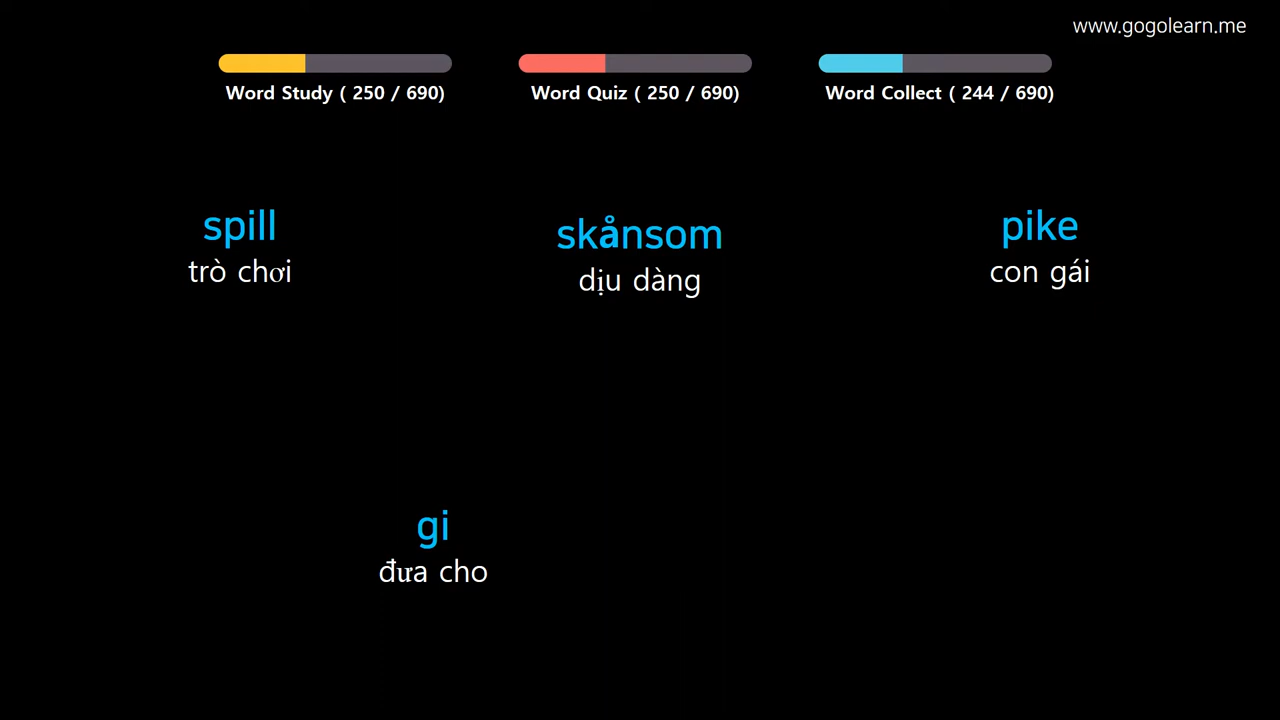 www.gogolearn.me
Word Study ( 250 / 690)
Word Quiz ( 250 / 690)
Word Collect ( 244 / 690)
spill
trò chơi
skånsom
dịu dàng
pike
con gái
gi
đưa cho